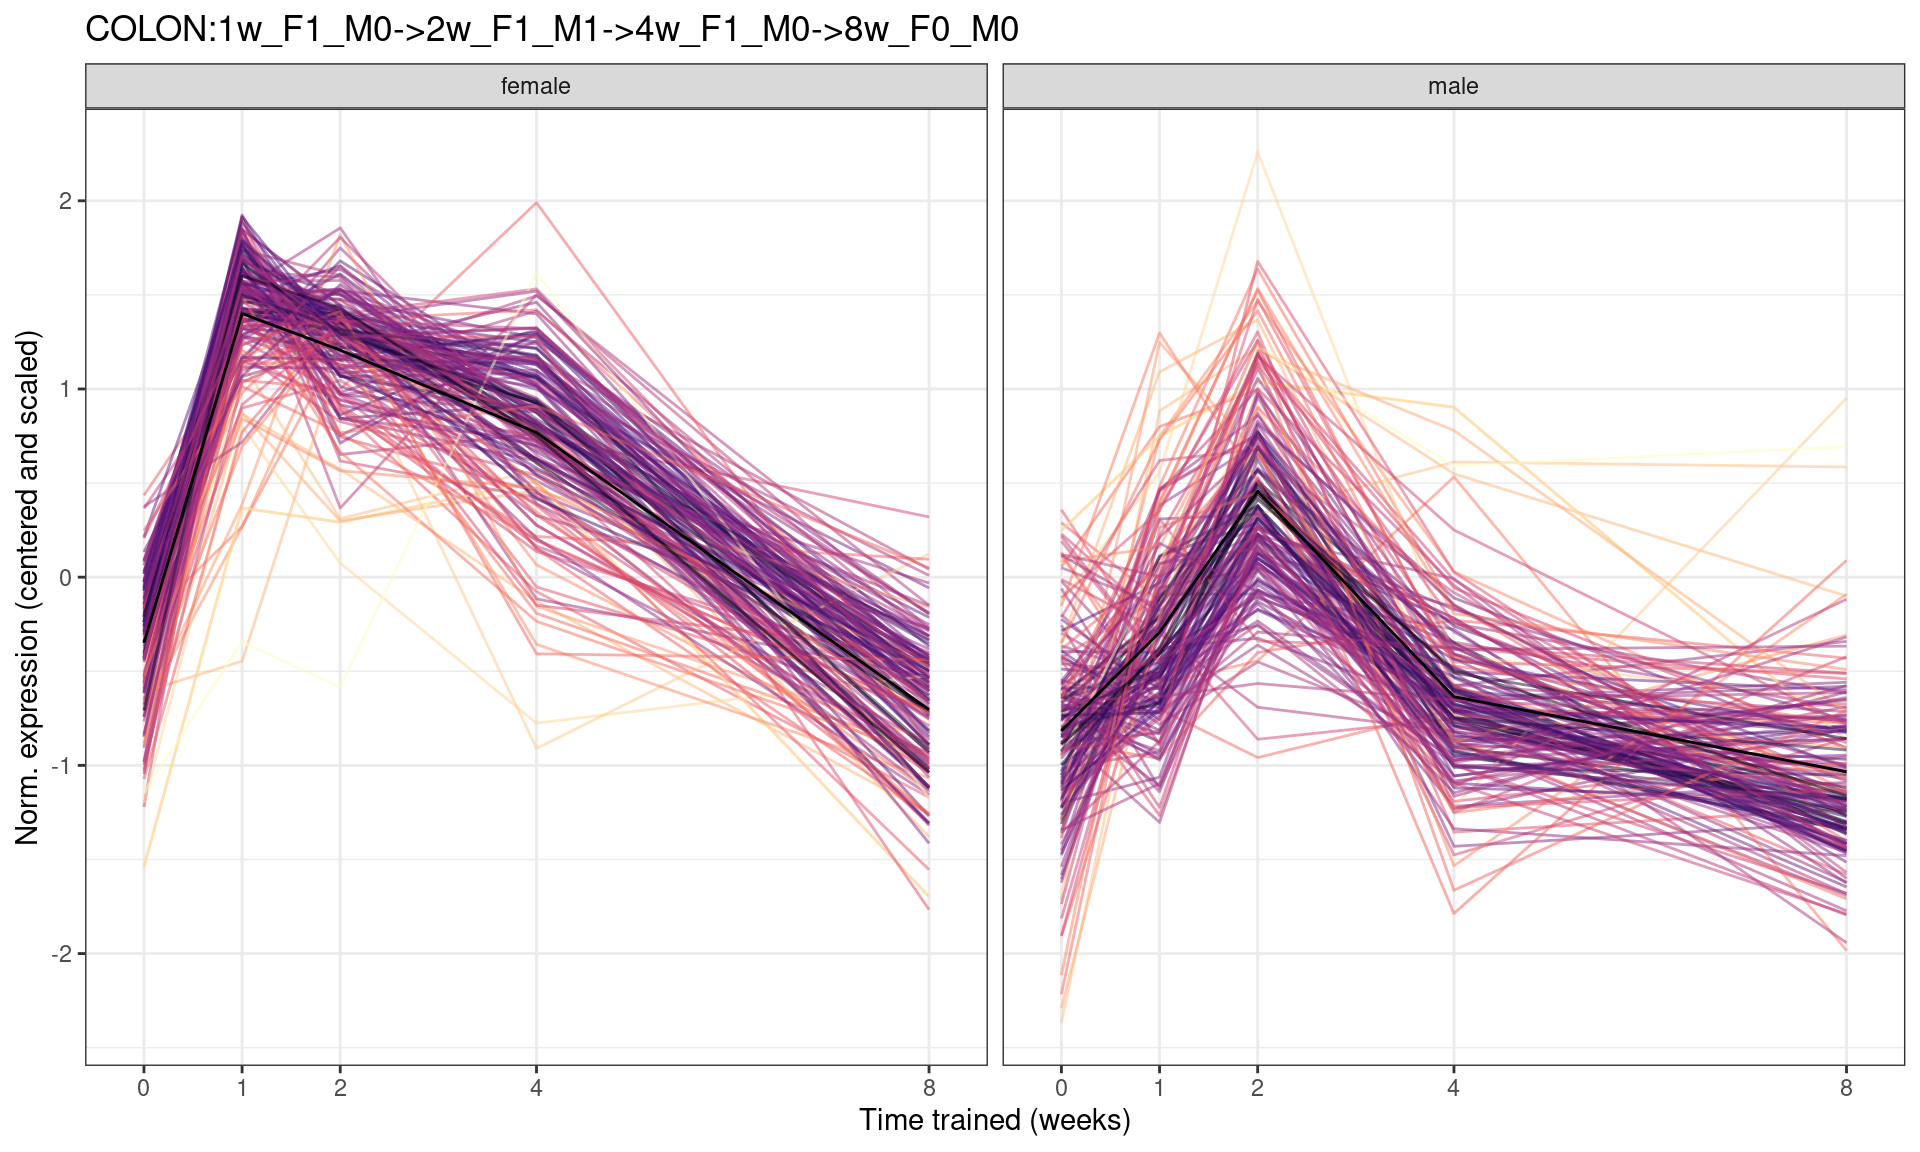 COLON:1w_F1_M0->2w_F1_M1->4w_F1_M0->8w_F0_M0
female
male
Norm. expression (centered and scaled)
2
1
0
-1
-2
0 1 2 4 8
0 1 2 4 8
Time trained (weeks)